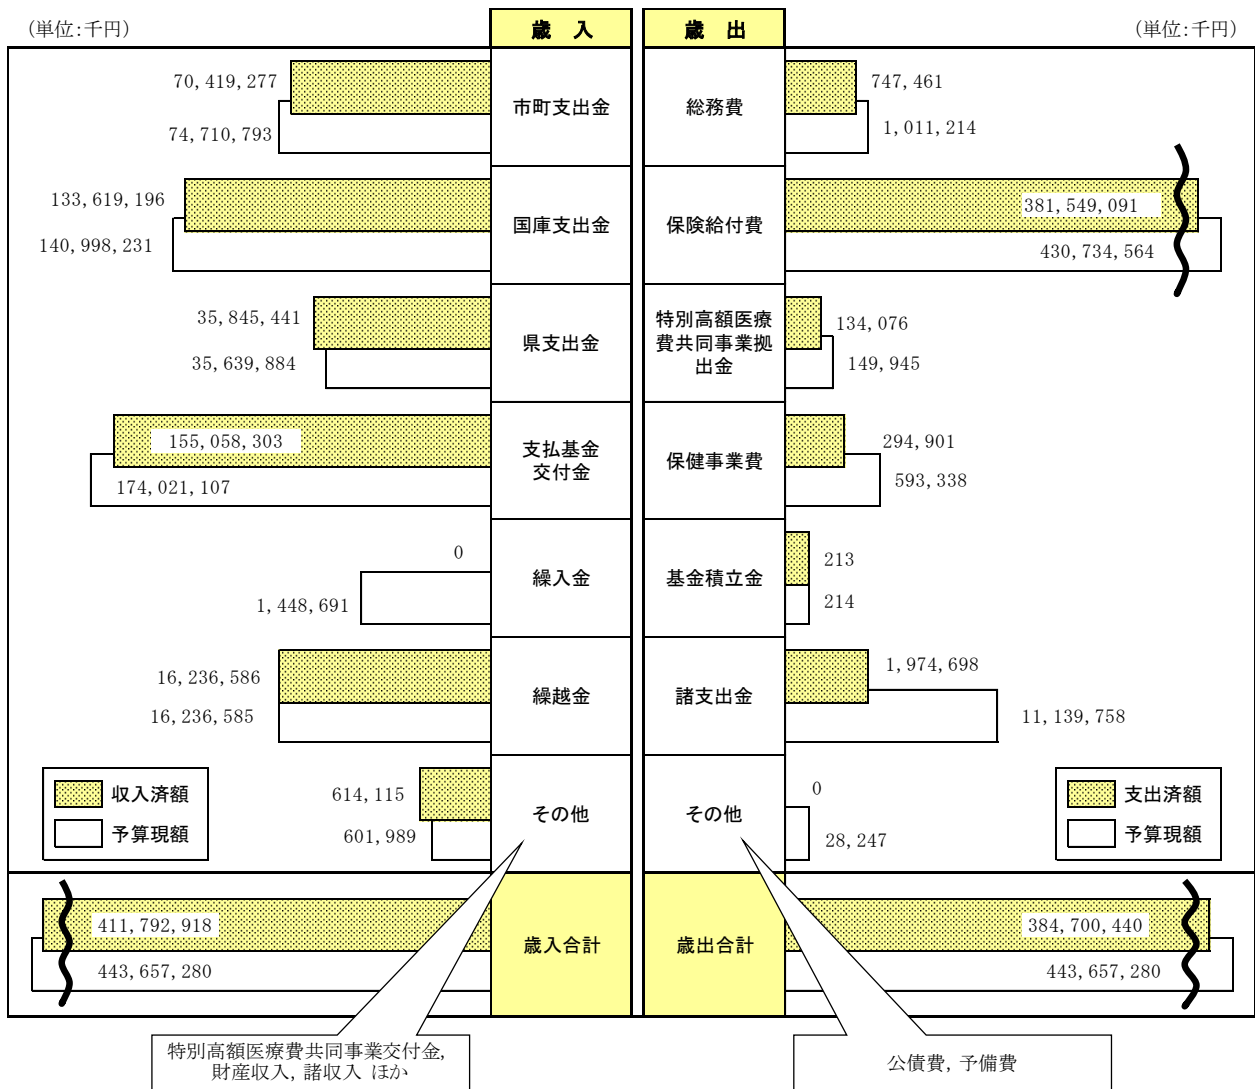 （単位：千円）
歳　入
歳　出
（単位：千円）
70,419,277
74,710,793
市町支出金
総務費
747,461
1,011,214
133,619,196
140,998,231
国庫支出金
保険給付費
381,549,091
430,734,564
35,845,441
35,639,884
県支出金
特別高額医療
費共同事業拠
出金
134,076
149,945
155,058,303
174,021,107
支払基金
交付金
保健事業費
294,901
593,338
0
1,448,691
繰入金
基金積立金
213
214
16,236,586
16,236,585
繰越金
諸支出金
1,974,698
11,139,758
収入済額
予算現額
614,115
601,989
その他
その他
0
28,247
支出済額
予算現額
411,792,918
443,657,280
歳入合計
歳出合計
384,700,440
443,657,280
特別高額医療費共同事業交付金，
財産収入，諸収入 ほか
公債費，予備費